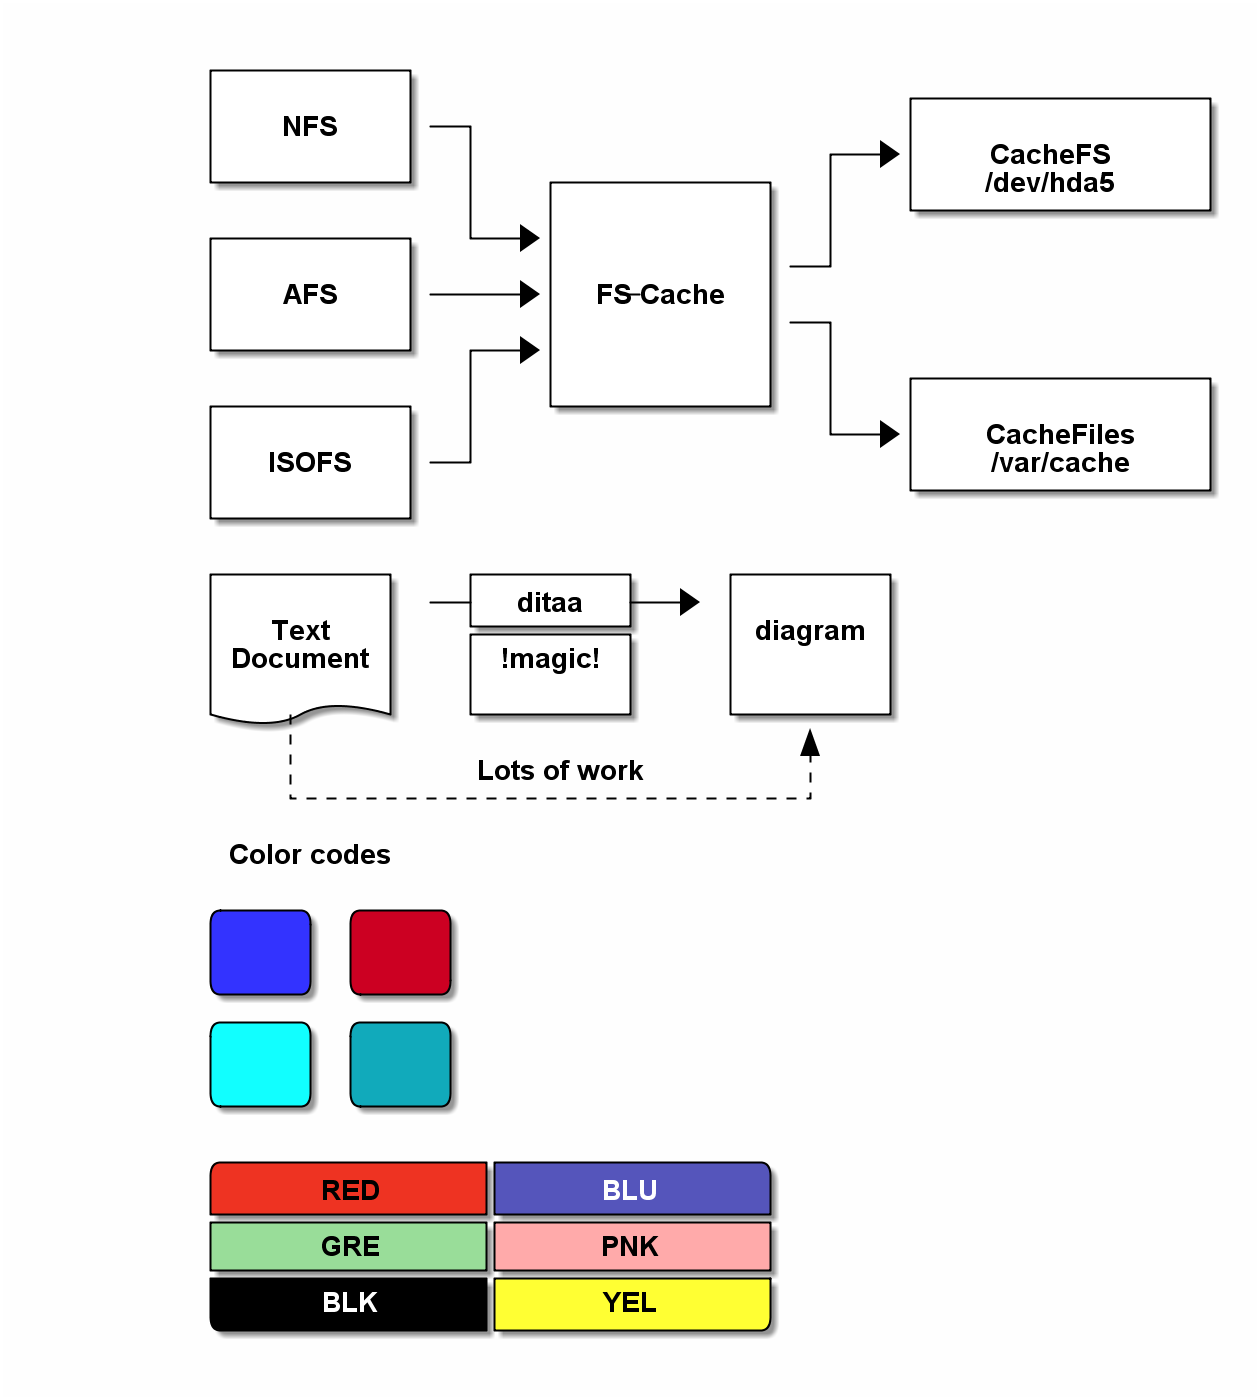 NFS
CacheFS
/dev/hda5
AFS
FS-Cache
ISOFS
CacheFiles
/var/cache
Text
Document
ditaa
!magic!
diagram
Lots of work
Color codes
RED
BLU
GRE
PNK
BLK
YEL